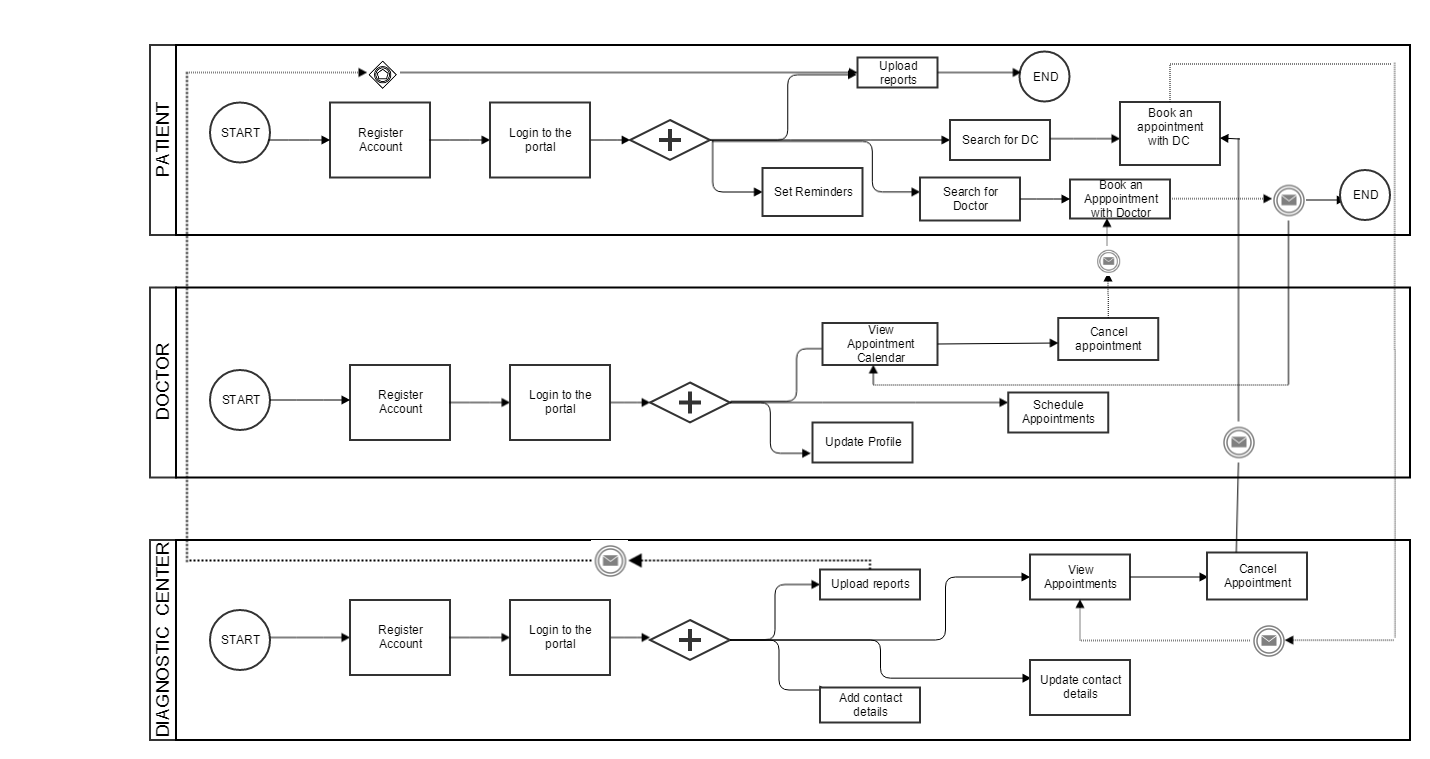 PATIENT
START
Register
Account
Login to the
portal
Upload
reports
END
Search for DC
Book an
appointment
with DC
Set Reminders
Search for
Doctor
Book an
Apppointment
with Doctor
END
DOCTOR
START
Register
Account
Login to the
portal
View
Appointment
Calendar
Cancel
appointment
Schedule
Appointments
Update Profile
DIAGNOSTIC CENTER
START
Register
Account
Login to the
portal
Upload reports
View
Appointments
Cancel
Appointment
Add contact
details
Update contact
details